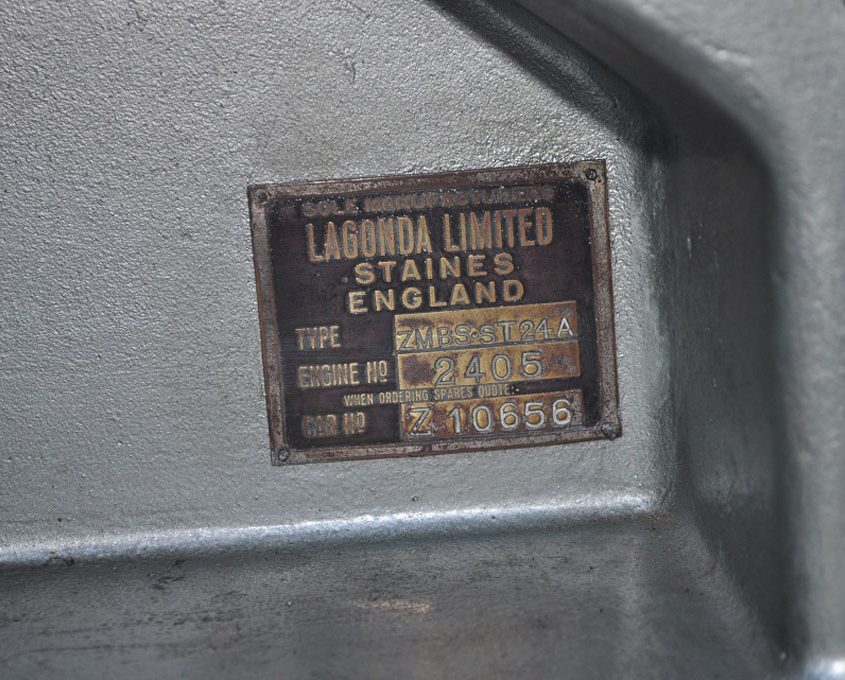 SOLE MANUFACTURERS
LAGONDA LIMITED
STAINES
ENGLAND
TYPE ZMBS:ST24A
ENGINE Nº 2405
WHEN ORDERING SPARES QUOTE:-
CAR Nº Z 10656